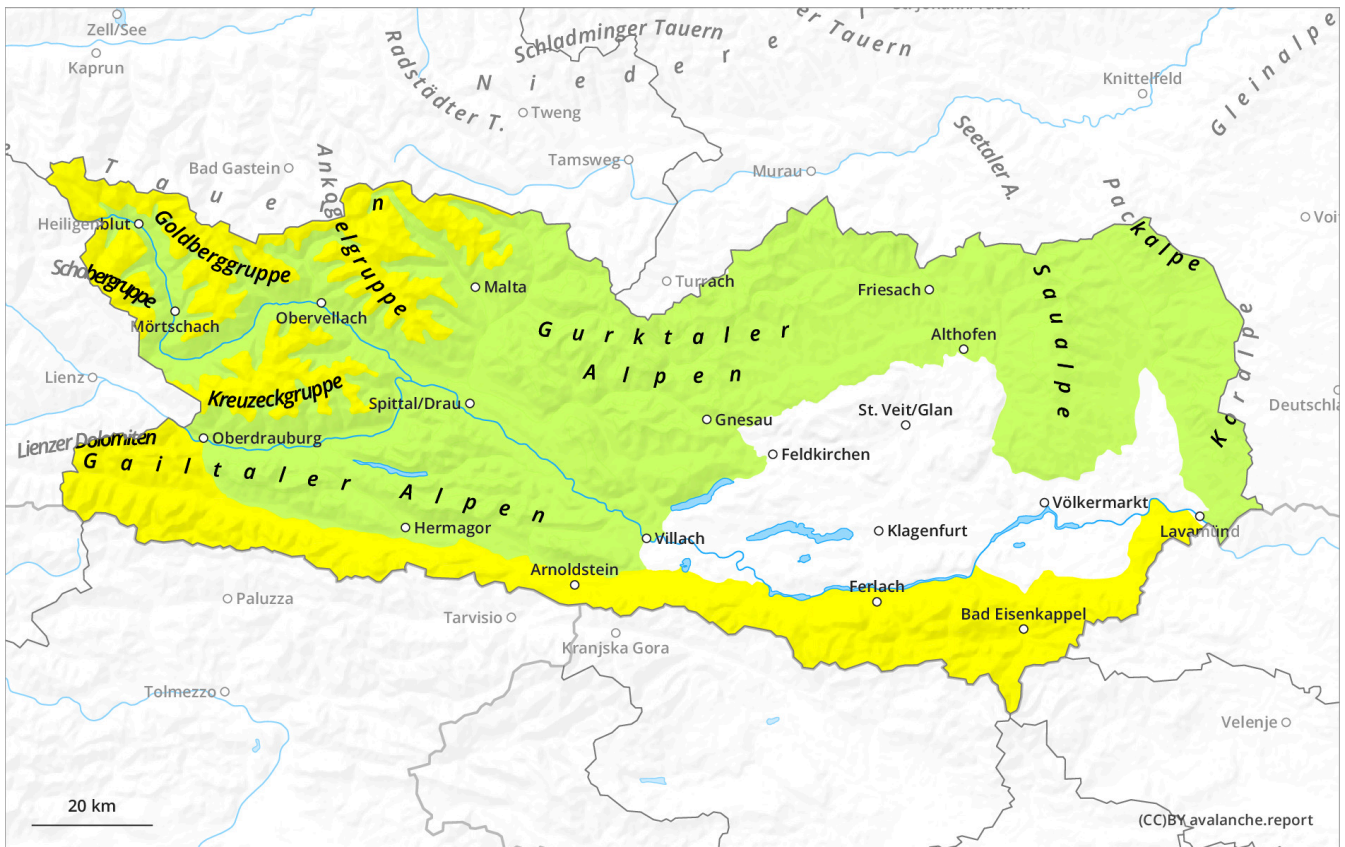 Zell/See
Kaprun
Schladminger Tauern
Niedere Tauern
Radstädter T.
Tweng
Knittelfeld
Gleinalpe
Seetaler A.
Tamsweg
Murau
Bad Gastein
Tauern
Ankogelgruppe
Packalpe
Heiligenblut
Goldberggruppe
Schobergruppe
Malta
Turrach
Friesach
Saualpe
Obervellach
Mörtschach
Gurktaler
Alpen
Althofen
Koralpe
Lienz
Kreuzeckgruppe
Spittal/Drau
Gnesau
St. Veit/Glan
Lienzer Dolomiten
Oberdrauburg
Feldkirchen
Gailtaler Alpen
Hermagor
Villach
Klagenfurt
Völkermarkt
Lavamünd
Arnoldstein
Ferlach
Bad Eisenkappel
Paluzza
Tarvisio
Kranjska Gora
Tolmezzo
Velenje
20 km
(CC)BY avalanche.report